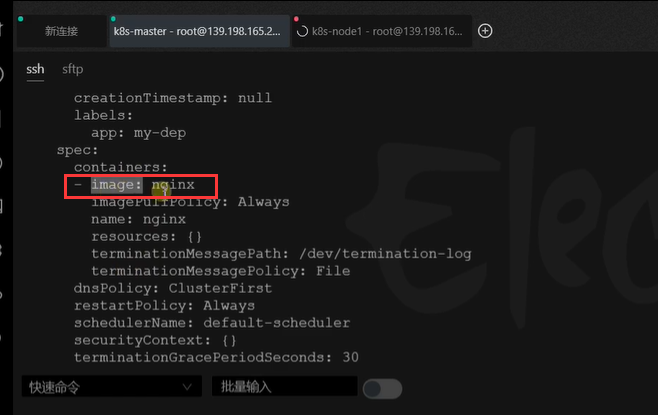 新连接
k8s-master - root@139.198.165.2...
k8s-node1 - root@139.198.16...
ssh
sftp
creationTimestamp: null
labels:
app: my-dep
spec:
containers:
- image: nginx
imagePullPolicy: Always
name: nginx
resources: {}
terminationMessagePath: /dev/termination-log
terminationMessagePolicy: File
dnsPolicy: ClusterFirst
restartPolicy: Always
schedulerName: default-scheduler
securityContext: {}
terminationGracePeriodSeconds: 30
快速命令
批量输入
Elec